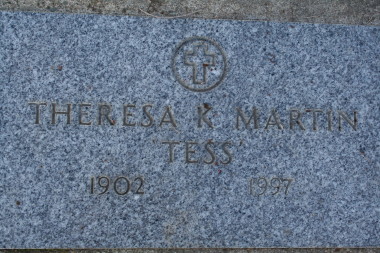 THERESA K MARTIN
'TESS'
1902 1997